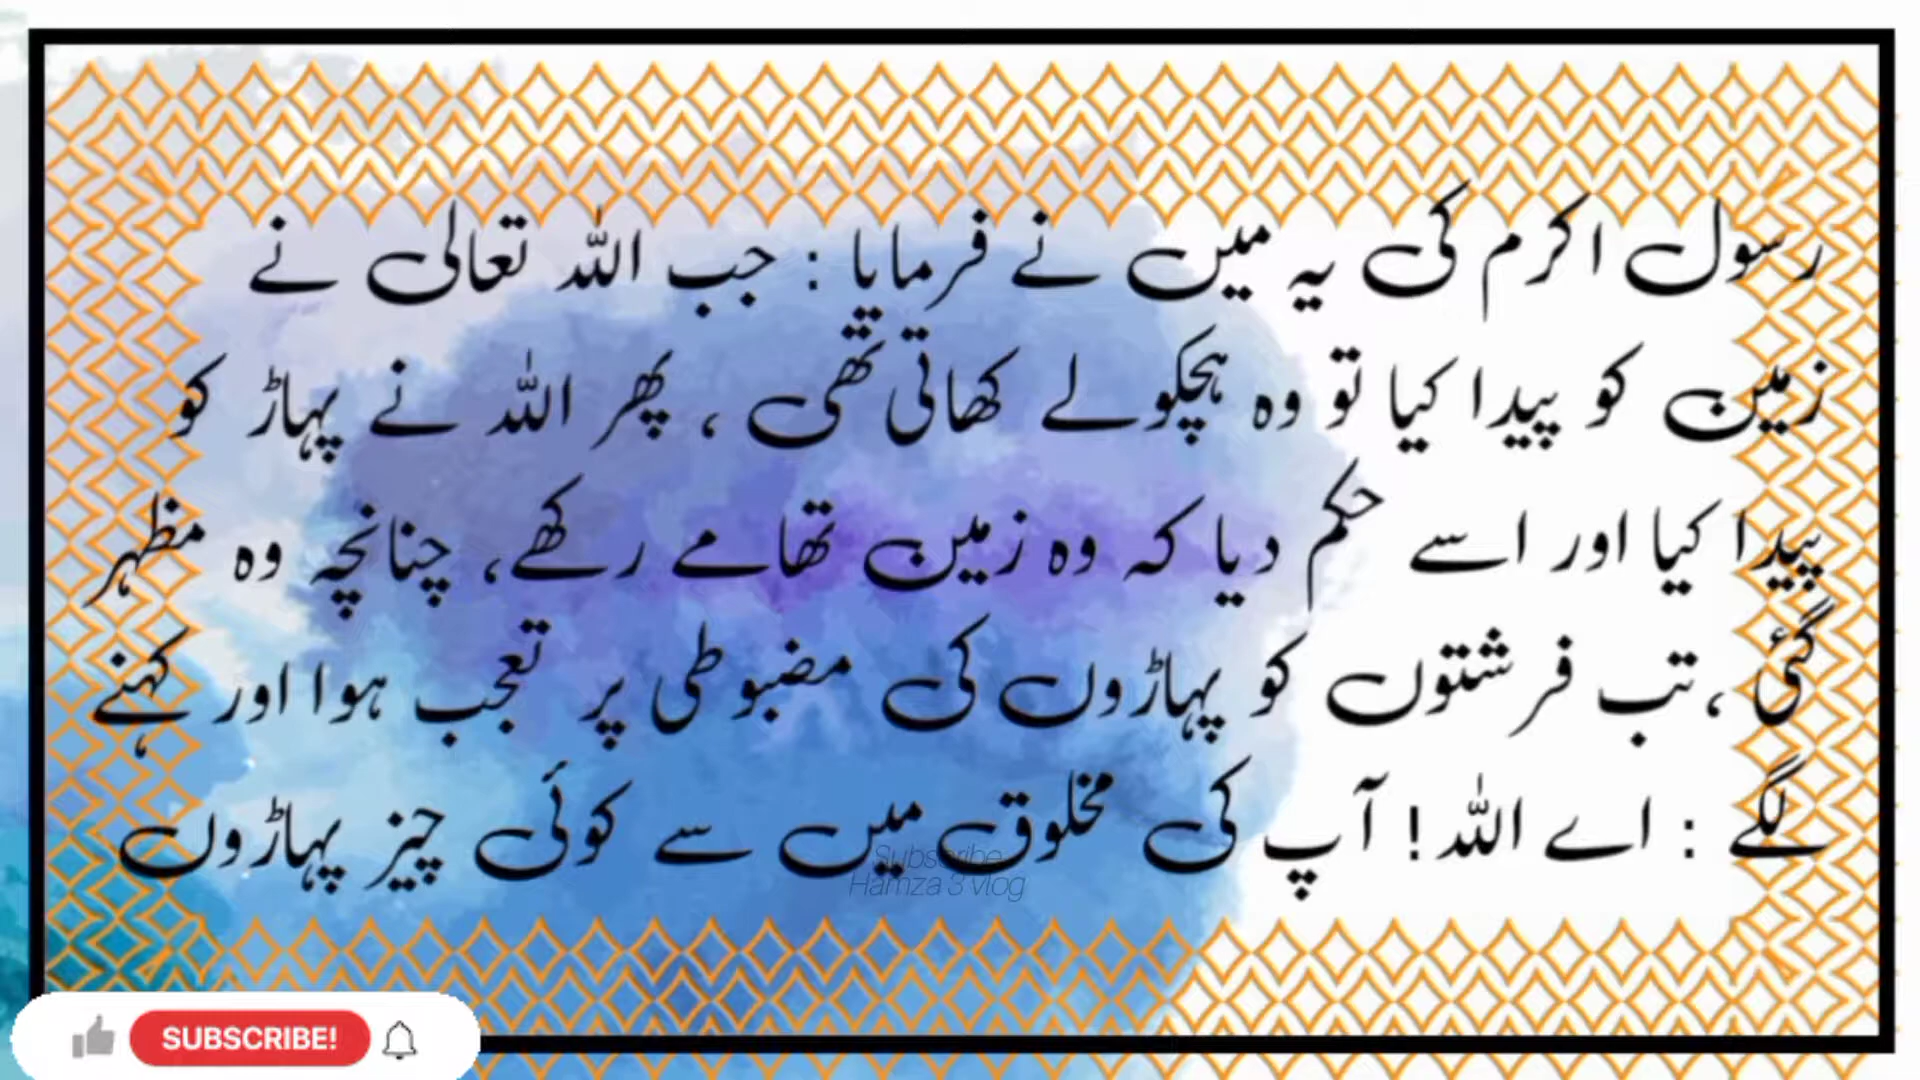 رسول اکرم کی یہ میں نے فرمایا : جب اللہ تعالی نے
زمین کو پیدا کیا تو وہ ہچکولے کھاتی تھی ، پھر اللہ نے پہاڑ کو
پیدا کیا اور اسے حکم دیا کہ وہ زمین تھامے رکھے، چنانچہ وہ مظہر
گئی ،تب فرشتوں کو پہاڑوں کی مضبوطی پر تعجب ہوا اور کہنے
لگے : اے اللہ! آپ کی مخلوق میں سے کوئی چیز پہاڑوں
Subscribe
Hamza 3 vlog
SUBSCRIBE!